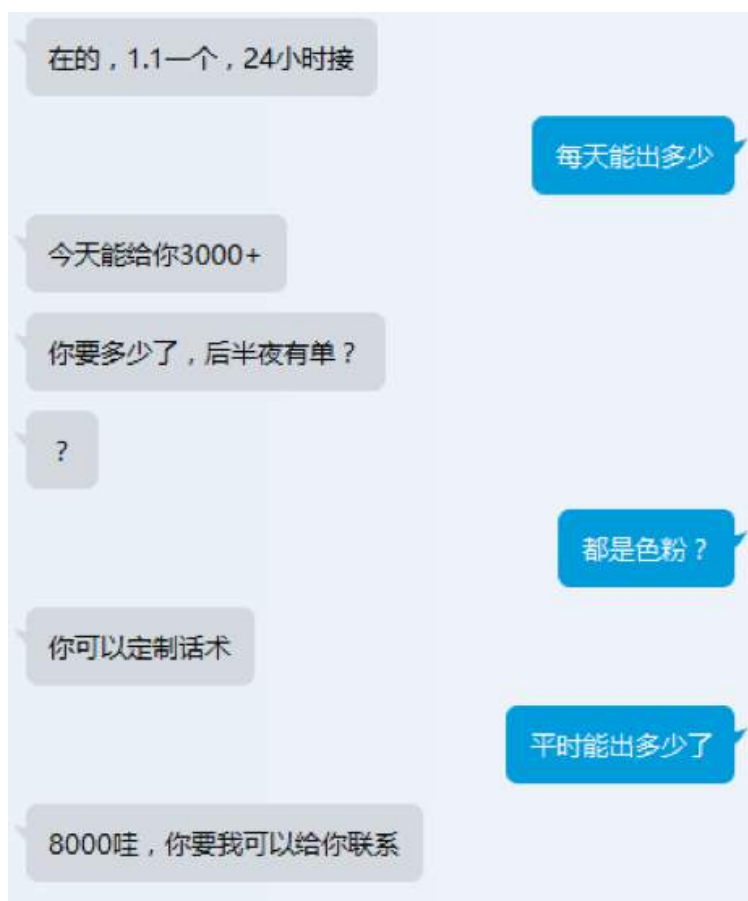 在的，1.1一个，24小时接
每天能出多少
今天能给你3000+
你要多少了，后半夜有单？
？
都是色粉？
你可以定制话术
平时能出多少了
8000哇，你要我可以给你联系